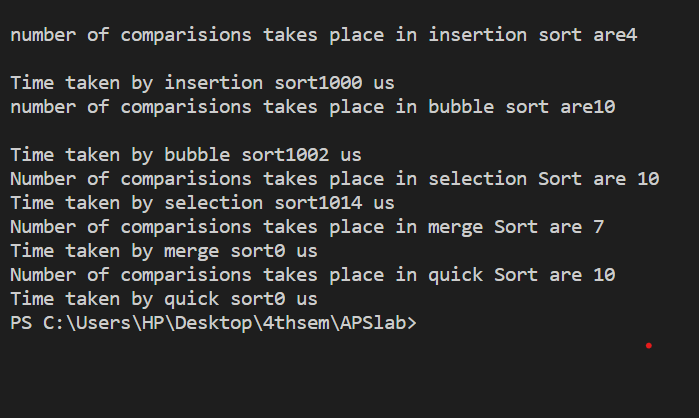 number of comparisions takes place in insertion sort are4
Time taken by insertion sort1000 us
number of comparisions takes place in bubble sort are10
Time taken by bubble sort1002 us
Number of comparisions takes place in selection Sort are 10
Time taken by selection sort1014 us
Number of comparisions takes place in merge Sort are 7
Time taken by merge sort0 us
Number of comparisions takes place in quick Sort are 10
Time taken by quick sort0 us
PS C:\Users\HP\Desktop\4thsem\APSlab>